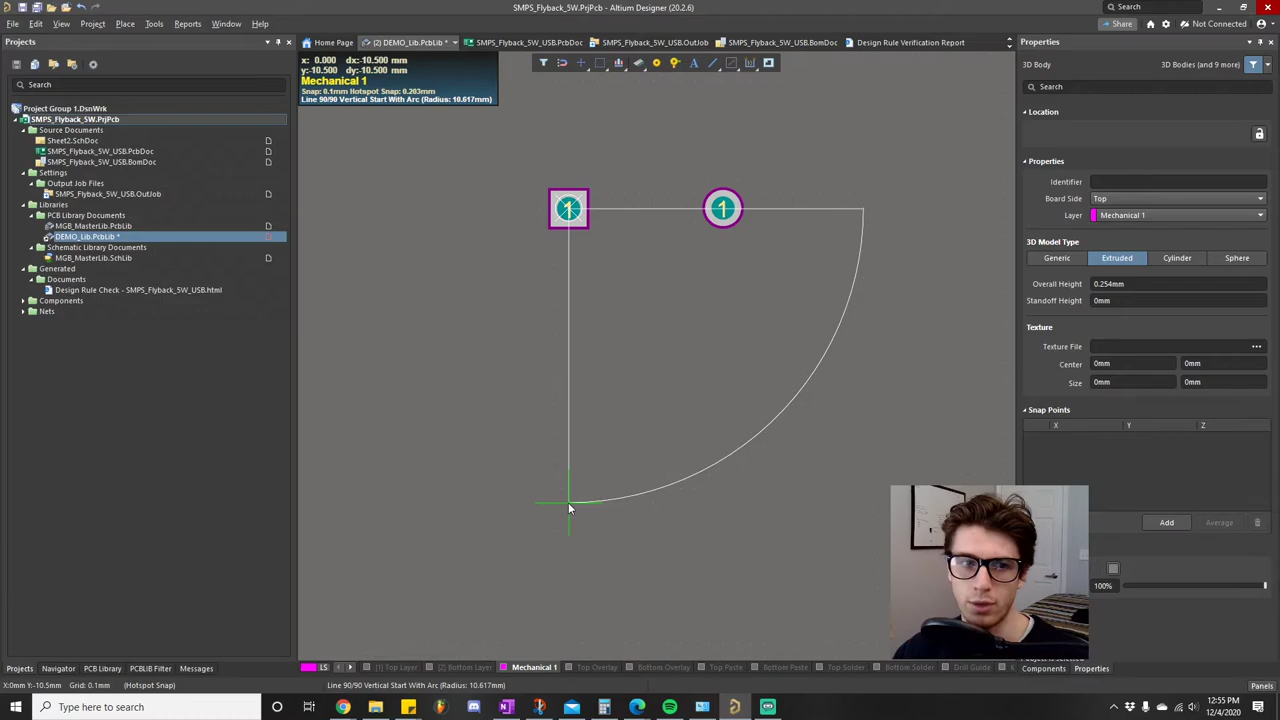 SMPS_Flyback_5W.PrjPcb - Altium Designer (20.2.6)
Search
File Edit View Project Place Tools Reports Window Help
Share
Not Connected
Projects
Home Page
(2) DEMO_Lib.PcbLib *
SMPS_Flyback_5W_USB.PcbDoc
SMPS_Flyback_5W_USB.OutJob
SMPS_Flyback_5W_USB.BomDoc
Design Rule Verification Report
Properties
x: 0.000 dx:-10.500 mm
y:-10.500 dy:-10.500 mm
Mechanical 1
Snap: 0.1mm Hotspot Snap: 0.203mm
Line 90/90 Vertical Start With Arc (Radius: 10.617mm)
Search
Project Group 1.DsnWrk
SMPS_Flyback_5W.PrjPcb
Source Documents
Sheet2.SchDoc
SMPS_Flyback_5W_USB.PcbDoc
SMPS_Flyback_5W_USB.BomDoc
Settings
Output Job Files
SMPS_Flyback_5W_USB.OutJob
Libraries
PCB Library Documents
MGB_MasterLib.PcbLib
DEMO_Lib.PcbLib *
Schematic Library Documents
MGB_MasterLib.SchLib
Generated
Documents
Design Rule Check - SMPS_Flyback_5W_USB.html
Components
Nets
1
1
3D Body
3D Bodies (and 9 more)
Search
Location
Properties
Identifier
Board Side Top
Layer Mechanical 1
3D Model Type
Generic Extruded Cylinder Sphere
Overall Height 0.254mm
Standoff Height 0mm
Texture
Texture File
Center 0mm 0mm
Size 0mm 0mm
Snap Points
X Y Z
Add Average
100%
Components Properties
Projects Navigator PCB Library PCBLIB Filter Messages
LS
[1] Top Layer
[2] Bottom Layer
Mechanical 1
Top Overlay
Bottom Overlay
Top Paste
Bottom Paste
Top Solder
Bottom Solder
Drill Guide
X:0mm Y:-10.5mm Grid: 0.1mm (Hotspot Snap)
Line 90/90 Vertical Start With Arc (Radius: 10.617mm)
Panels
Type here to search
12:55 PM
12/4/2020